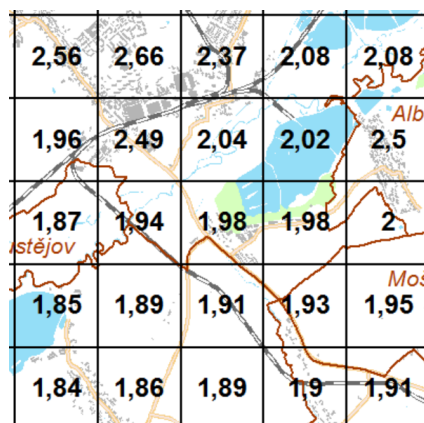 2,56 2,66 2,37 2,08 2,08
Alb
1,96 2,49 2,04 2,02 2,5
1,87 1,94 1,98 1,98 2
ustějov
Moš
1,85 1,89 1,91 1,93 1,95
1,84 1,86 1,89 1,9 1,91